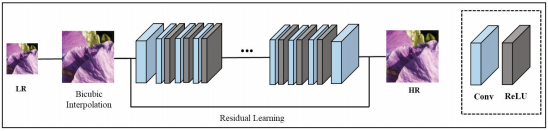 LR
Bicubic
Interpolation
...
Residual Learning
HR
Conv
ReLU